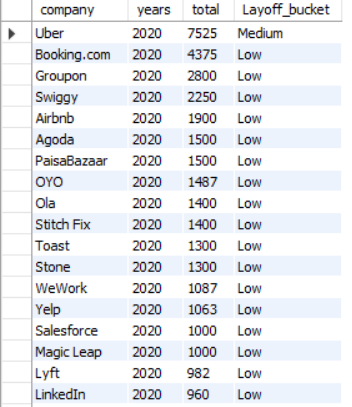 company years total Layoff_bucket
Uber 2020 7525 Medium
Booking.com 2020 4375 Low
Groupon 2020 2800 Low
Swiggy 2020 2250 Low
Airbnb 2020 1900 Low
Agoda 2020 1500 Low
PaisaBazaar 2020 1500 Low
OYO 2020 1487 Low
Ola 2020 1400 Low
Stitch Fix 2020 1400 Low
Toast 2020 1300 Low
Stone 2020 1300 Low
WeWork 2020 1087 Low
Yelp 2020 1063 Low
Salesforce 2020 1000 Low
Magic Leap 2020 1000 Low
Lyft 2020 982 Low
LinkedIn 2020 960 Low